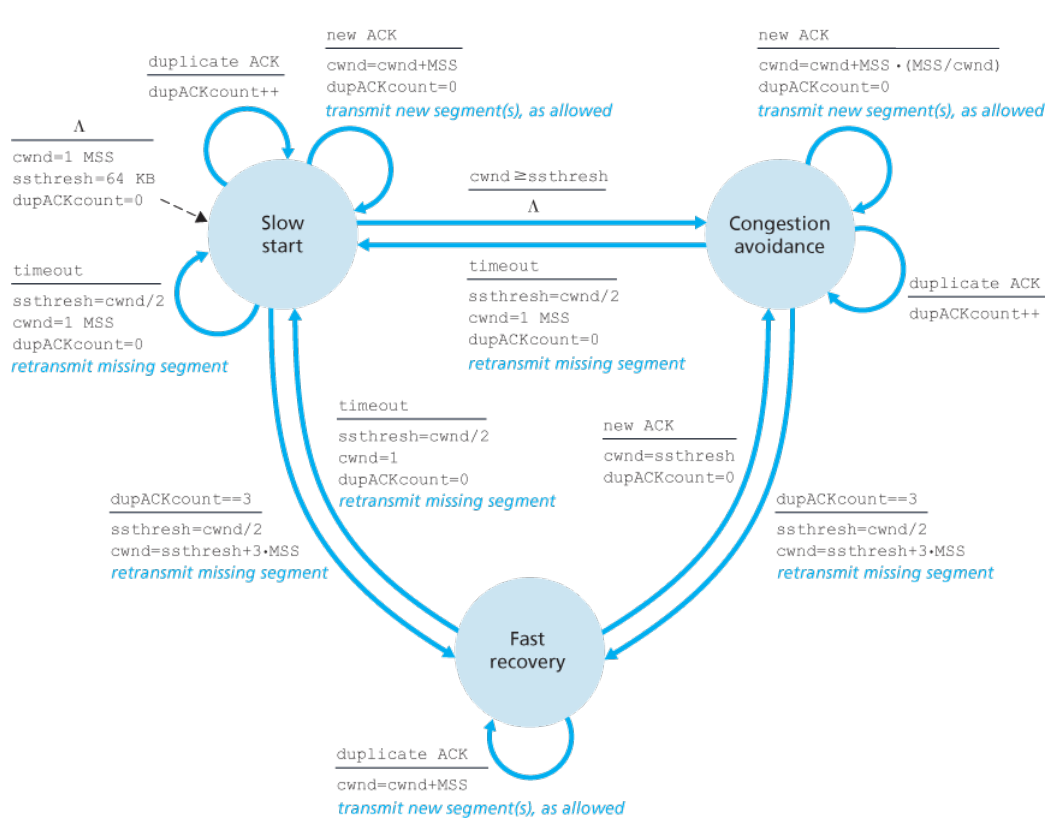 new ACK
cwnd=cwnd+MSS
dupACKcount=0
transmit new segment(s), as allowed
duplicate ACK
dupACKcount++
Λ
cwnd=1 MSS
ssthresh=64 KB
dupACKcount=0
new ACK
cwnd=cwnd+MSS•(MSS/cwnd)
dupACKcount=0
transmit new segment(s), as allowed
cwnd≥ssthresh
Λ
Slow
start
Congestion
avoidance
timeout
ssthresh=cwnd/2
cwnd=1 MSS
dupACKcount=0
retransmit missing segment
timeout
ssthresh=cwnd/2
cwnd=1 MSS
dupACKcount=0
retransmit missing segment
duplicate ACK
dupACKcount++
timeout
ssthresh=cwnd/2
cwnd=1
dupACKcount=0
retransmit missing segment
new ACK
cwnd=ssthresh
dupACKcount=0
dupACKcount==3
ssthresh=cwnd/2
cwnd=ssthresh+3•MSS
retransmit missing segment
dupACKcount==3
ssthresh=cwnd/2
cwnd=ssthresh+3•MSS
retransmit missing segment
Fast
recovery
duplicate ACK
cwnd=cwnd+MSS
transmit new segment(s), as allowed